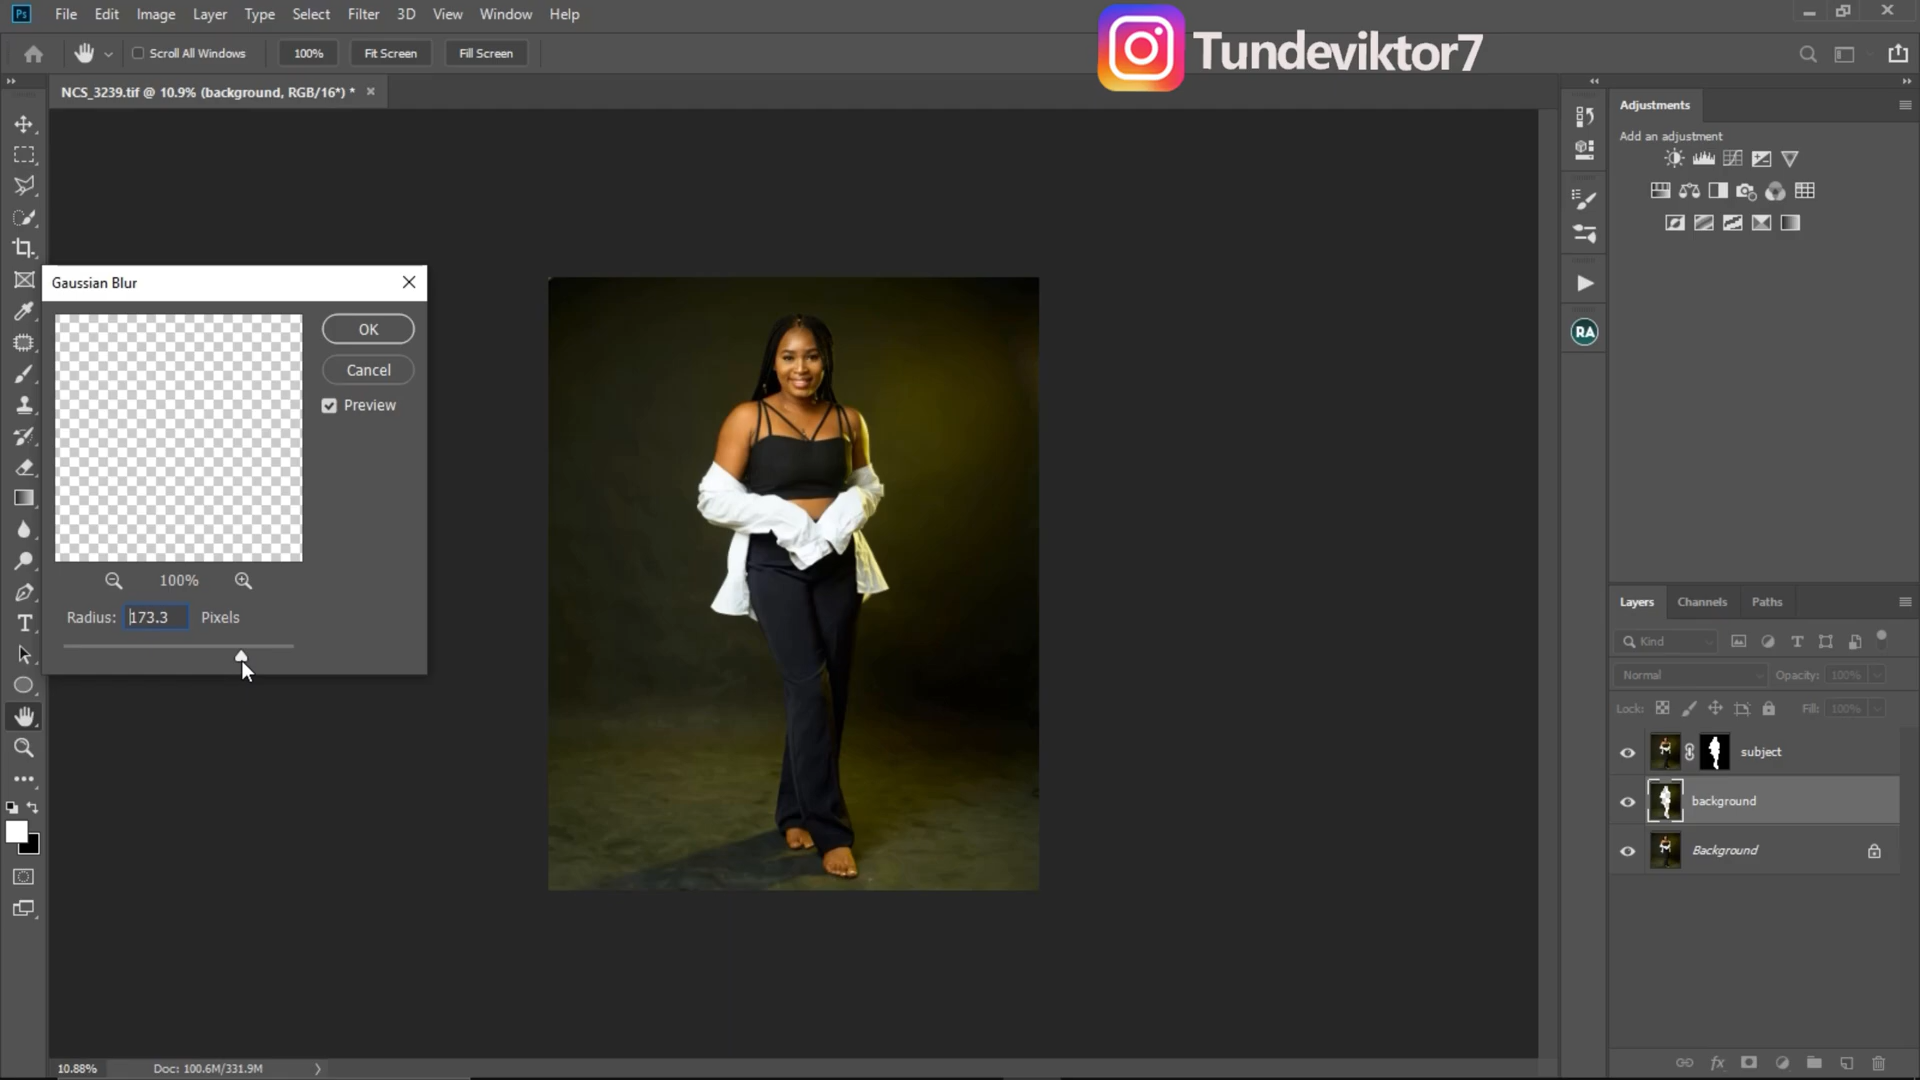 Ps File Edit Image Layer Type Select Filter 3D View Window Help
Scroll All Windows 100% Fit Screen Fill Screen
Tundeviktor7
NCS_3239.tif @ 10.9% (background, RGB/16*) *
Adjustments
Add an adjustment
Gaussian Blur
OK
Cancel
Preview
100%
Radius: 173.3 Pixels
RA
Layers Channels Paths
Kind
Normal Opacity: 100%
Lock: Fill: 100%
subject
background
Background
10.88% Doc: 100.6M/331.9M